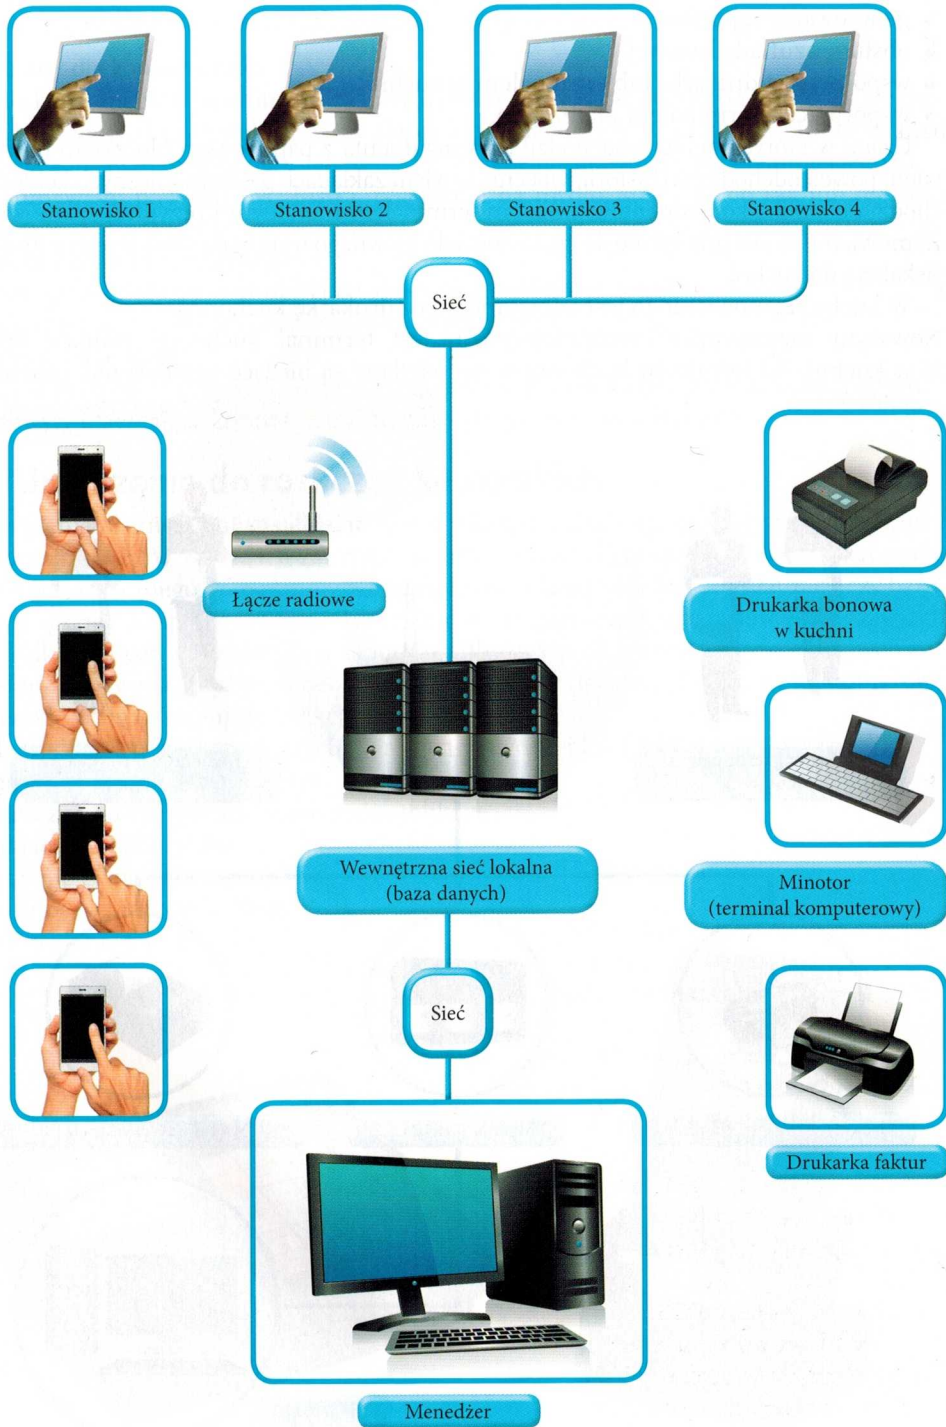 Stanowisko 1
Stanowisko 2
Stanowisko 3
Stanowisko 4
Sieć
Łącze radiowe
Drukarka bonowa
w kuchni
Wewnętrzna sieć lokalna
(baza danych)
Minotor
(terminal komputerowy)
Sieć
Drukarka faktur
Menedżer